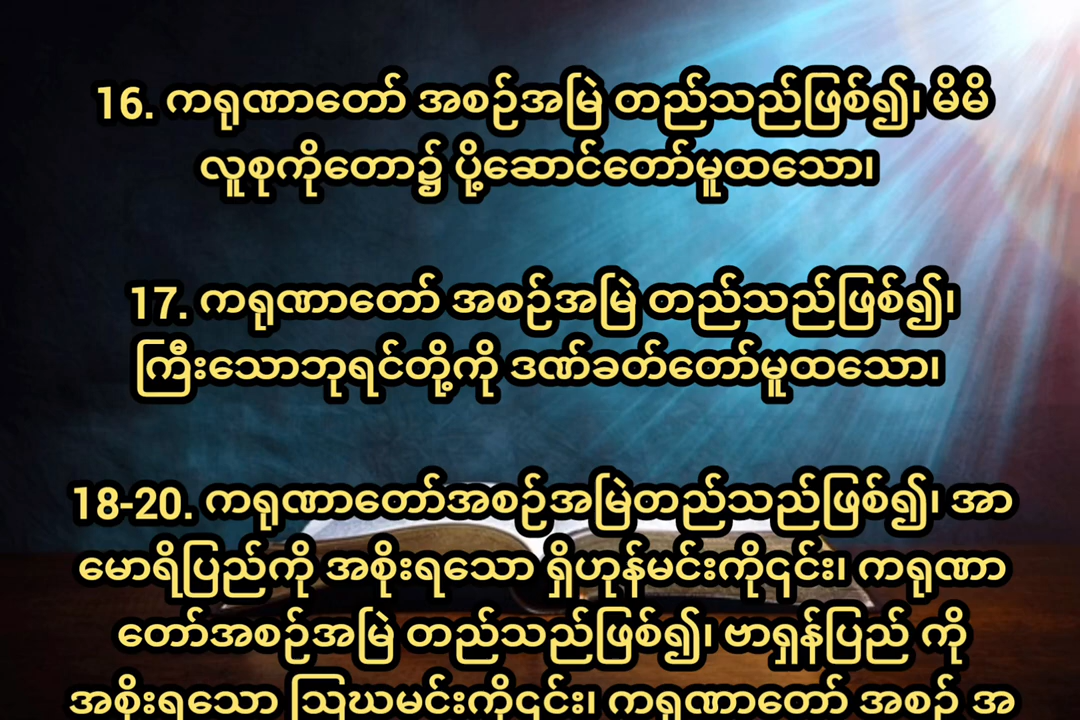 16. ကရုဏာတော် အစဉ်အမြဲ တည်သည်ဖြစ်၍၊ မိမိ
လူစုကိုတော၌ ပို့ဆောင်တော်မူထသော၊
17. ကရုဏာတော် အစဉ်အမြဲ တည်သည်ဖြစ်၍၊
ကြီးသောဘုရင်တို့ကို ဒဏ်ခတ်တော်မူထသော၊
18-20. ကရုဏာတော်အစဉ်အမြဲတည်သည်ဖြစ်၍၊ အာ
မောရိပြည်ကို အစိုးရသော ရှိဟုန်မင်းကို၎င်း၊ ကရုဏာ
တော်အစဉ်အမြဲ တည်သည်ဖြစ်၍၊ ဗာရှန်ပြည် ကို
အစိုးရသော ဩဃမင်းကို၎င်း၊ ကရုဏာတော် အစဉ် အ